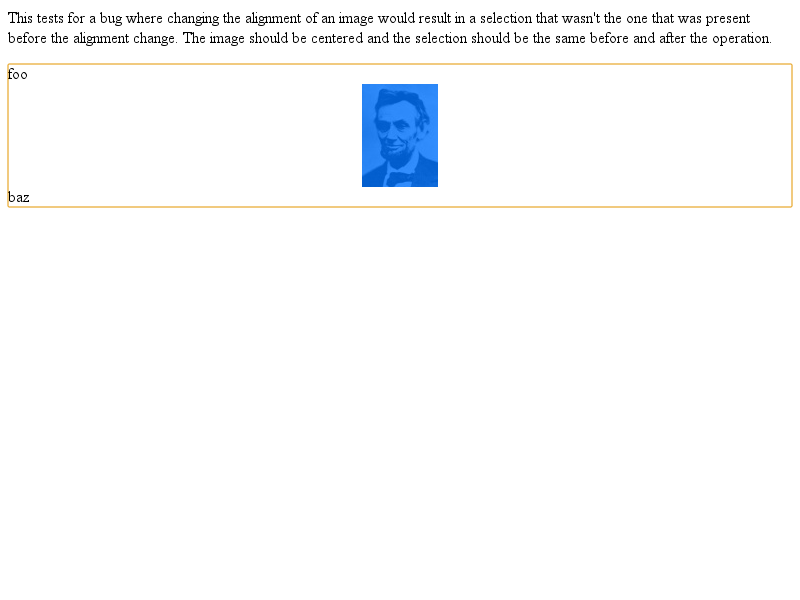 This tests for a bug where changing the alignment of an image would result in a selection that wasn't the one that was present
before the alignment change. The image should be centered and the selection should be the same before and after the operation.
foo
baz